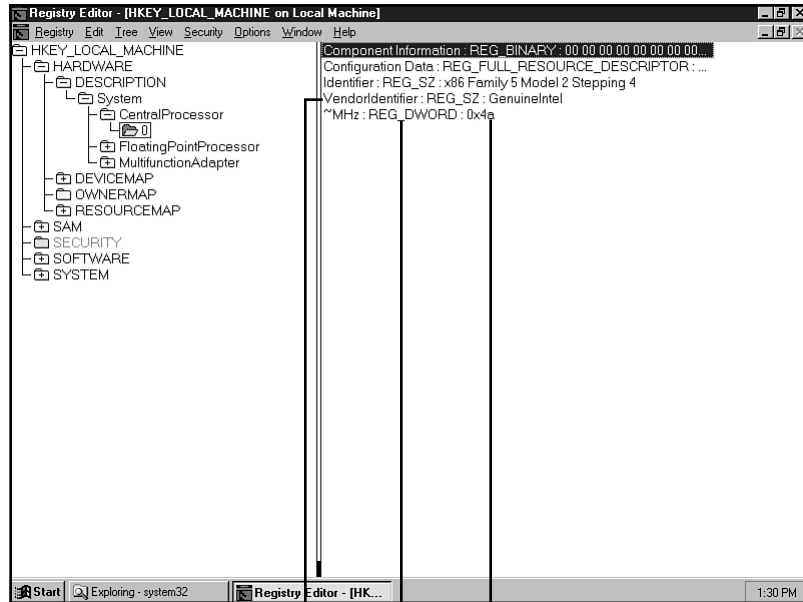 Registry Editor - [HKEY_LOCAL_MACHINE on Local Machine]
Registry Edit Tree View Security Options Window Help
HKEY_LOCAL_MACHINE
HARDWARE
DESCRIPTION
System
CentralProcessor
0
FloatingPointProcessor
MultifunctionAdapter
DEVICEMAP
OWNERMAP
RESOURCEMAP
SAM
SECURITY
SOFTWARE
SYSTEM
Component Information : REG_BINARY : 00 00 00 00 00 00 00 00...
Configuration Data : REG_FULL_RESOURCE_DESCRIPTOR : ...
Identifier : REG_SZ : x86 Family 5 Model 2 Stepping 4
VendorIdentifier : REG_SZ : GenuineIntel
~MHz : REG_DWORD : 0x4a
Start Exploring - system32 Registry Editor - [HK... 1:30 PM